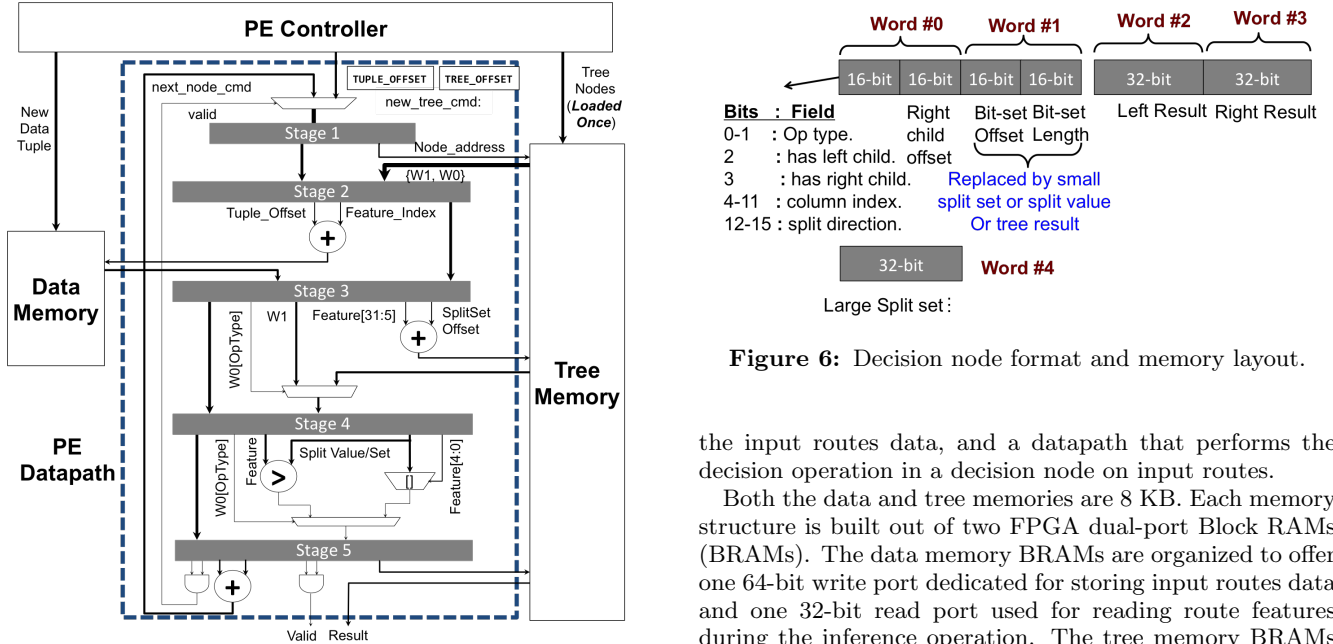 PE Controller
TUPLE_OFFSET
TREE_OFFSET
next_node_cmd
new_tree_cmd:
valid
New
Data
Tuple
Tree
Nodes
(Loaded
Once)
Stage 1
Node_address
{W1, W0}
Stage 2
Tuple_Offset
Feature_Index
+
Data
Memory
Stage 3
W0[OpType]
W1
Feature[31:5]
SplitSet
Offset
+
Tree
Memory
Stage 4
PE
Datapath
W0[OpType]
Feature
Split Value/Set
>
[]
Feature[4:0]
Stage 5
+
Valid
Result
Word #0
Word #1
Word #2
Word #3
16-bit
16-bit
16-bit
16-bit
32-bit
32-bit
Bits : Field
0-1 : Op type.
2 : has left child.
3 : has right child.
4-11 : column index.
12-15 : split direction.
Right
child
offset
Bit-set
Offset
Bit-set
Length
Left Result
Right Result
Replaced by small
split set or split value
Or tree result
32-bit
Word #4
Large Split set⋮
Figure 6: Decision node format and memory layout.
the input routes data, and a datapath that performs the
decision operation in a decision node on input routes.
Both the data and tree memories are 8 KB. Each memory
structure is built out of two FPGA dual-port Block RAMs
(BRAMs). The data memory BRAMs are organized to offer
one 64-bit write port dedicated for storing input routes data
and one 32-bit read port used for reading route features
during the inference operation. The tree memory BRAMs